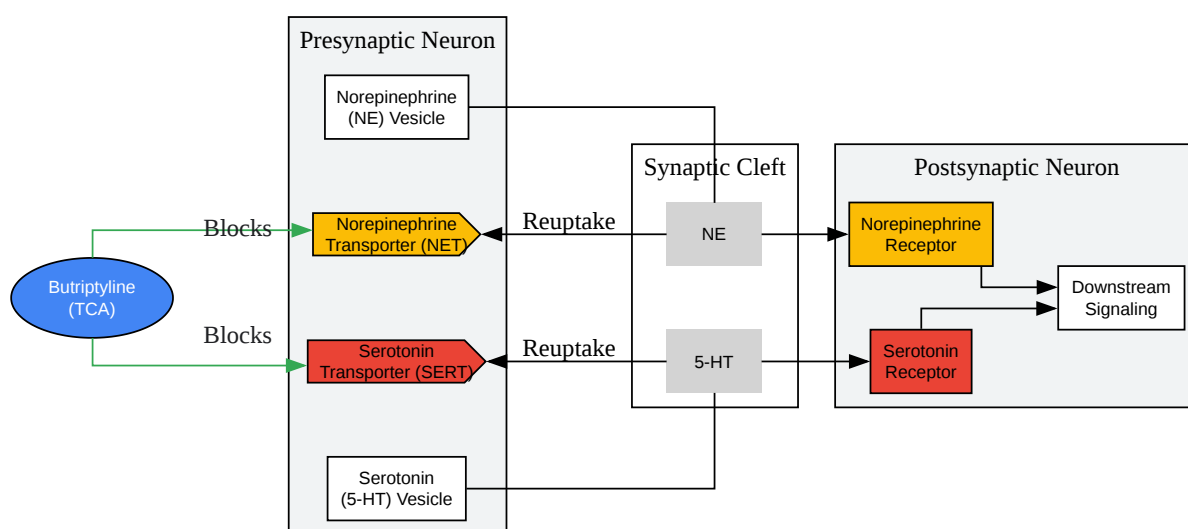 Presynaptic Neuron
Norepinephrine
(NE) Vesicle
Synaptic Cleft
Postsynaptic Neuron
Blocks
Norepinephrine
Transporter (NET)
Reuptake
NE
Norepinephrine
Receptor
Butriptyline
(TCA)
Downstream
Signaling
Blocks
Serotonin
Transporter (SERT)
Reuptake
5-HT
Serotonin
Receptor
Serotonin
(5-HT) Vesicle